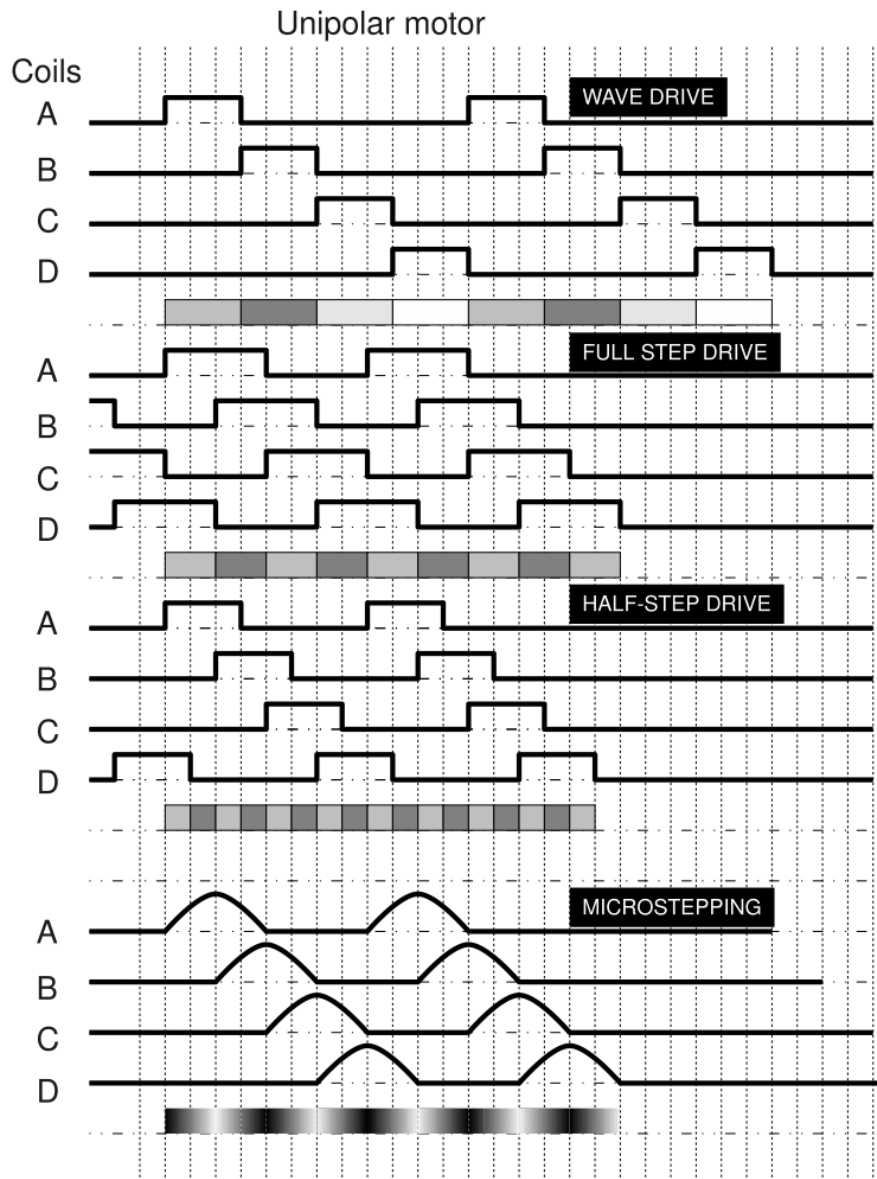 Unipolar motor
Coils
A
WAVE DRIVE
B
C
D
FULL STEP DRIVE
A
B
C
D
HALF-STEP DRIVE
A
B
C
D
MICROSTEPPING
A
B
C
D